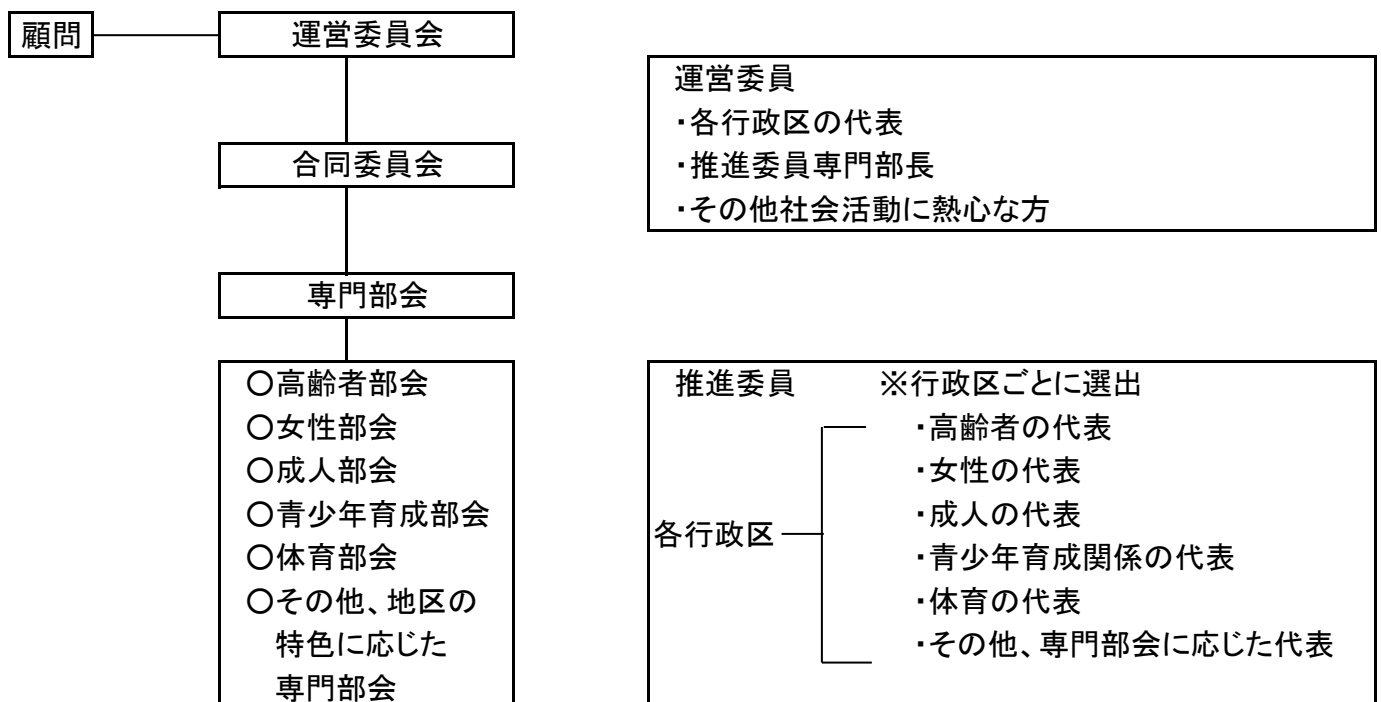 顧問
運営委員会
合同委員会
専門部会
○高齢者部会
○女性部会
○成人部会
○青少年育成部会
○体育部会
○その他、地区の
特色に応じた
専門部会
運営委員
・各行政区の代表
・推進委員専門部長
・その他社会活動に熱心な方
推進委員　　※行政区ごとに選出
各行政区
・高齢者の代表
・女性の代表
・成人の代表
・青少年育成関係の代表
・体育の代表
・その他、専門部会に応じた代表